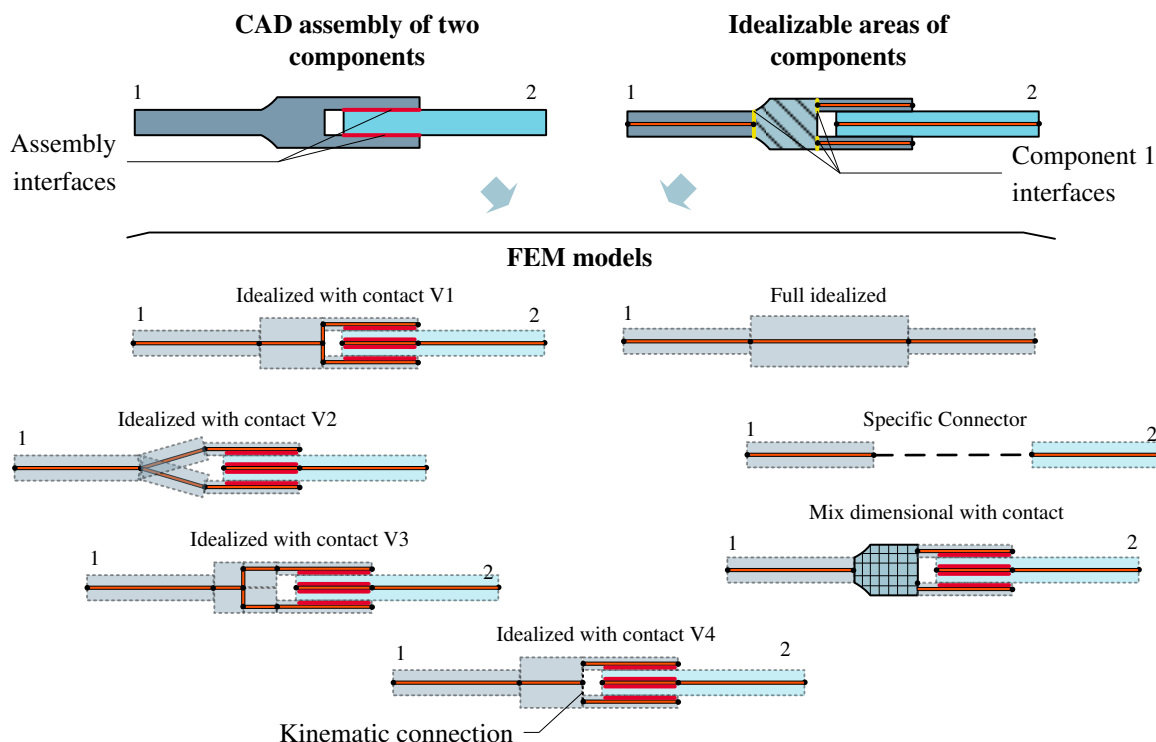 CAD assembly of two
components
Idealizable areas of
components
1
2
1
2
Assembly
interfaces
Component 1
interfaces
FEM models
Idealized with contact V1
1
2
Full idealized
1
2
Idealized with contact V2
1
2
Specific Connector
1
2
Idealized with contact V3
1
2
Mix dimensional with contact
1
2
Idealized with contact V4
1
2
Kinematic connection